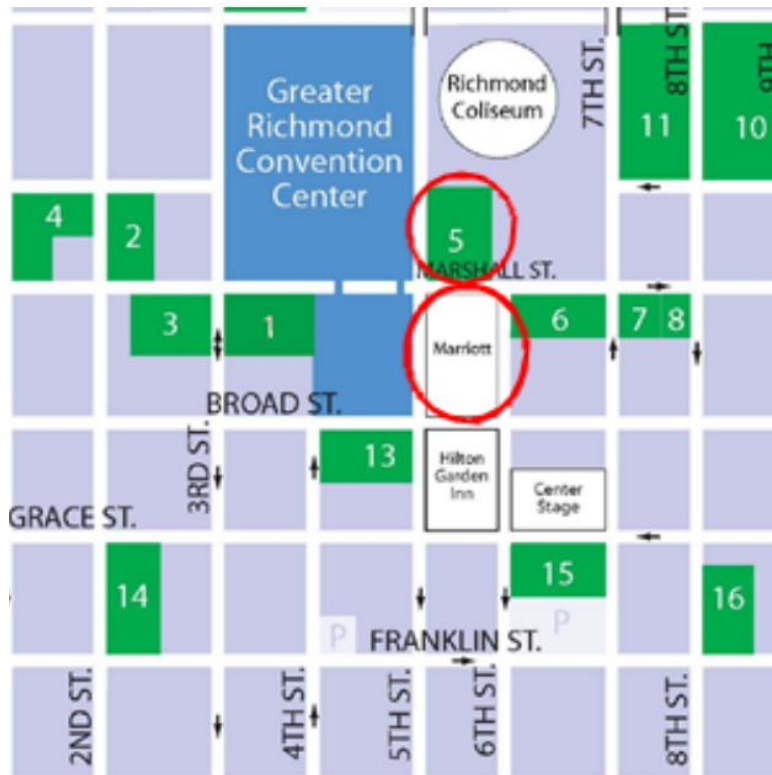 Greater
Richmond
Convention
Center
Richmond
Coliseum
7TH ST.
8TH ST.
9TH
11
10
4
2
5
MARSHALL ST.
3
1
Marriott
6
7
8
BROAD ST.
3RD ST.
13
Hilton
Garden
Inn
Center
Stage
GRACE ST.
14
15
16
P
P
FRANKLIN ST.
2ND ST.
4TH ST.
5TH ST.
6TH ST.
8TH ST.